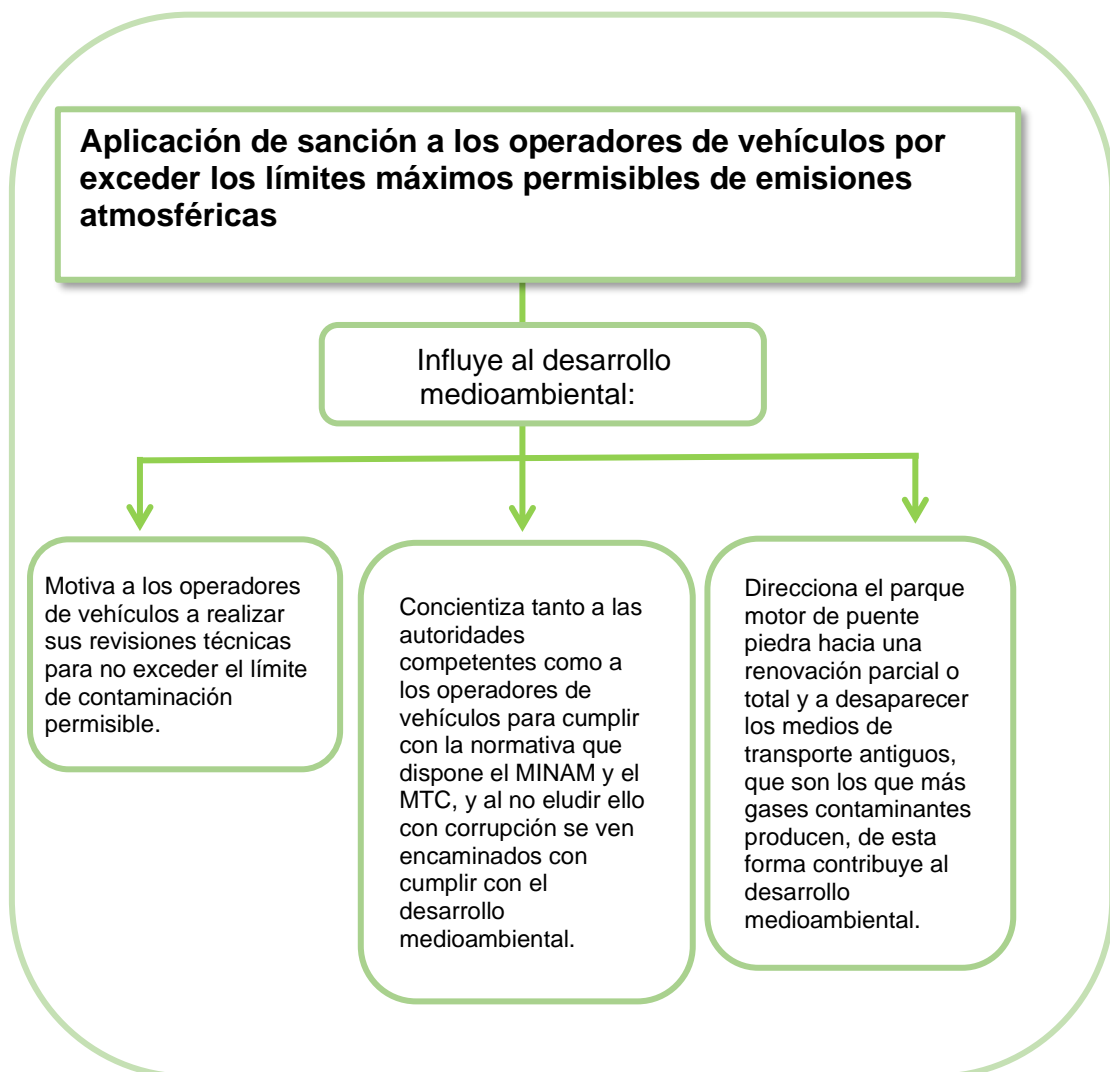 Aplicación de sanción a los operadores de vehículos por
exceder los límites máximos permisibles de emisiones
atmosféricas
Influye al desarrollo
medioambiental:
Motiva a los operadores
de vehículos a realizar
sus revisiones técnicas
para no exceder el límite
de contaminación
permisible.
Concientiza tanto a las
autoridades
competentes como a
los operadores de
vehículos para cumplir
con la normativa que
dispone el MINAM y el
MTC, y al no eludir ello
con corrupción se ven
encaminados con
cumplir con el
desarrollo
medioambiental.
Direcciona el parque
motor de puente
piedra hacia una
renovación parcial o
total y a desaparecer
los medios de
transporte antiguos,
que son los que más
gases contaminantes
producen, de esta
forma contribuye al
desarrollo
medioambiental.